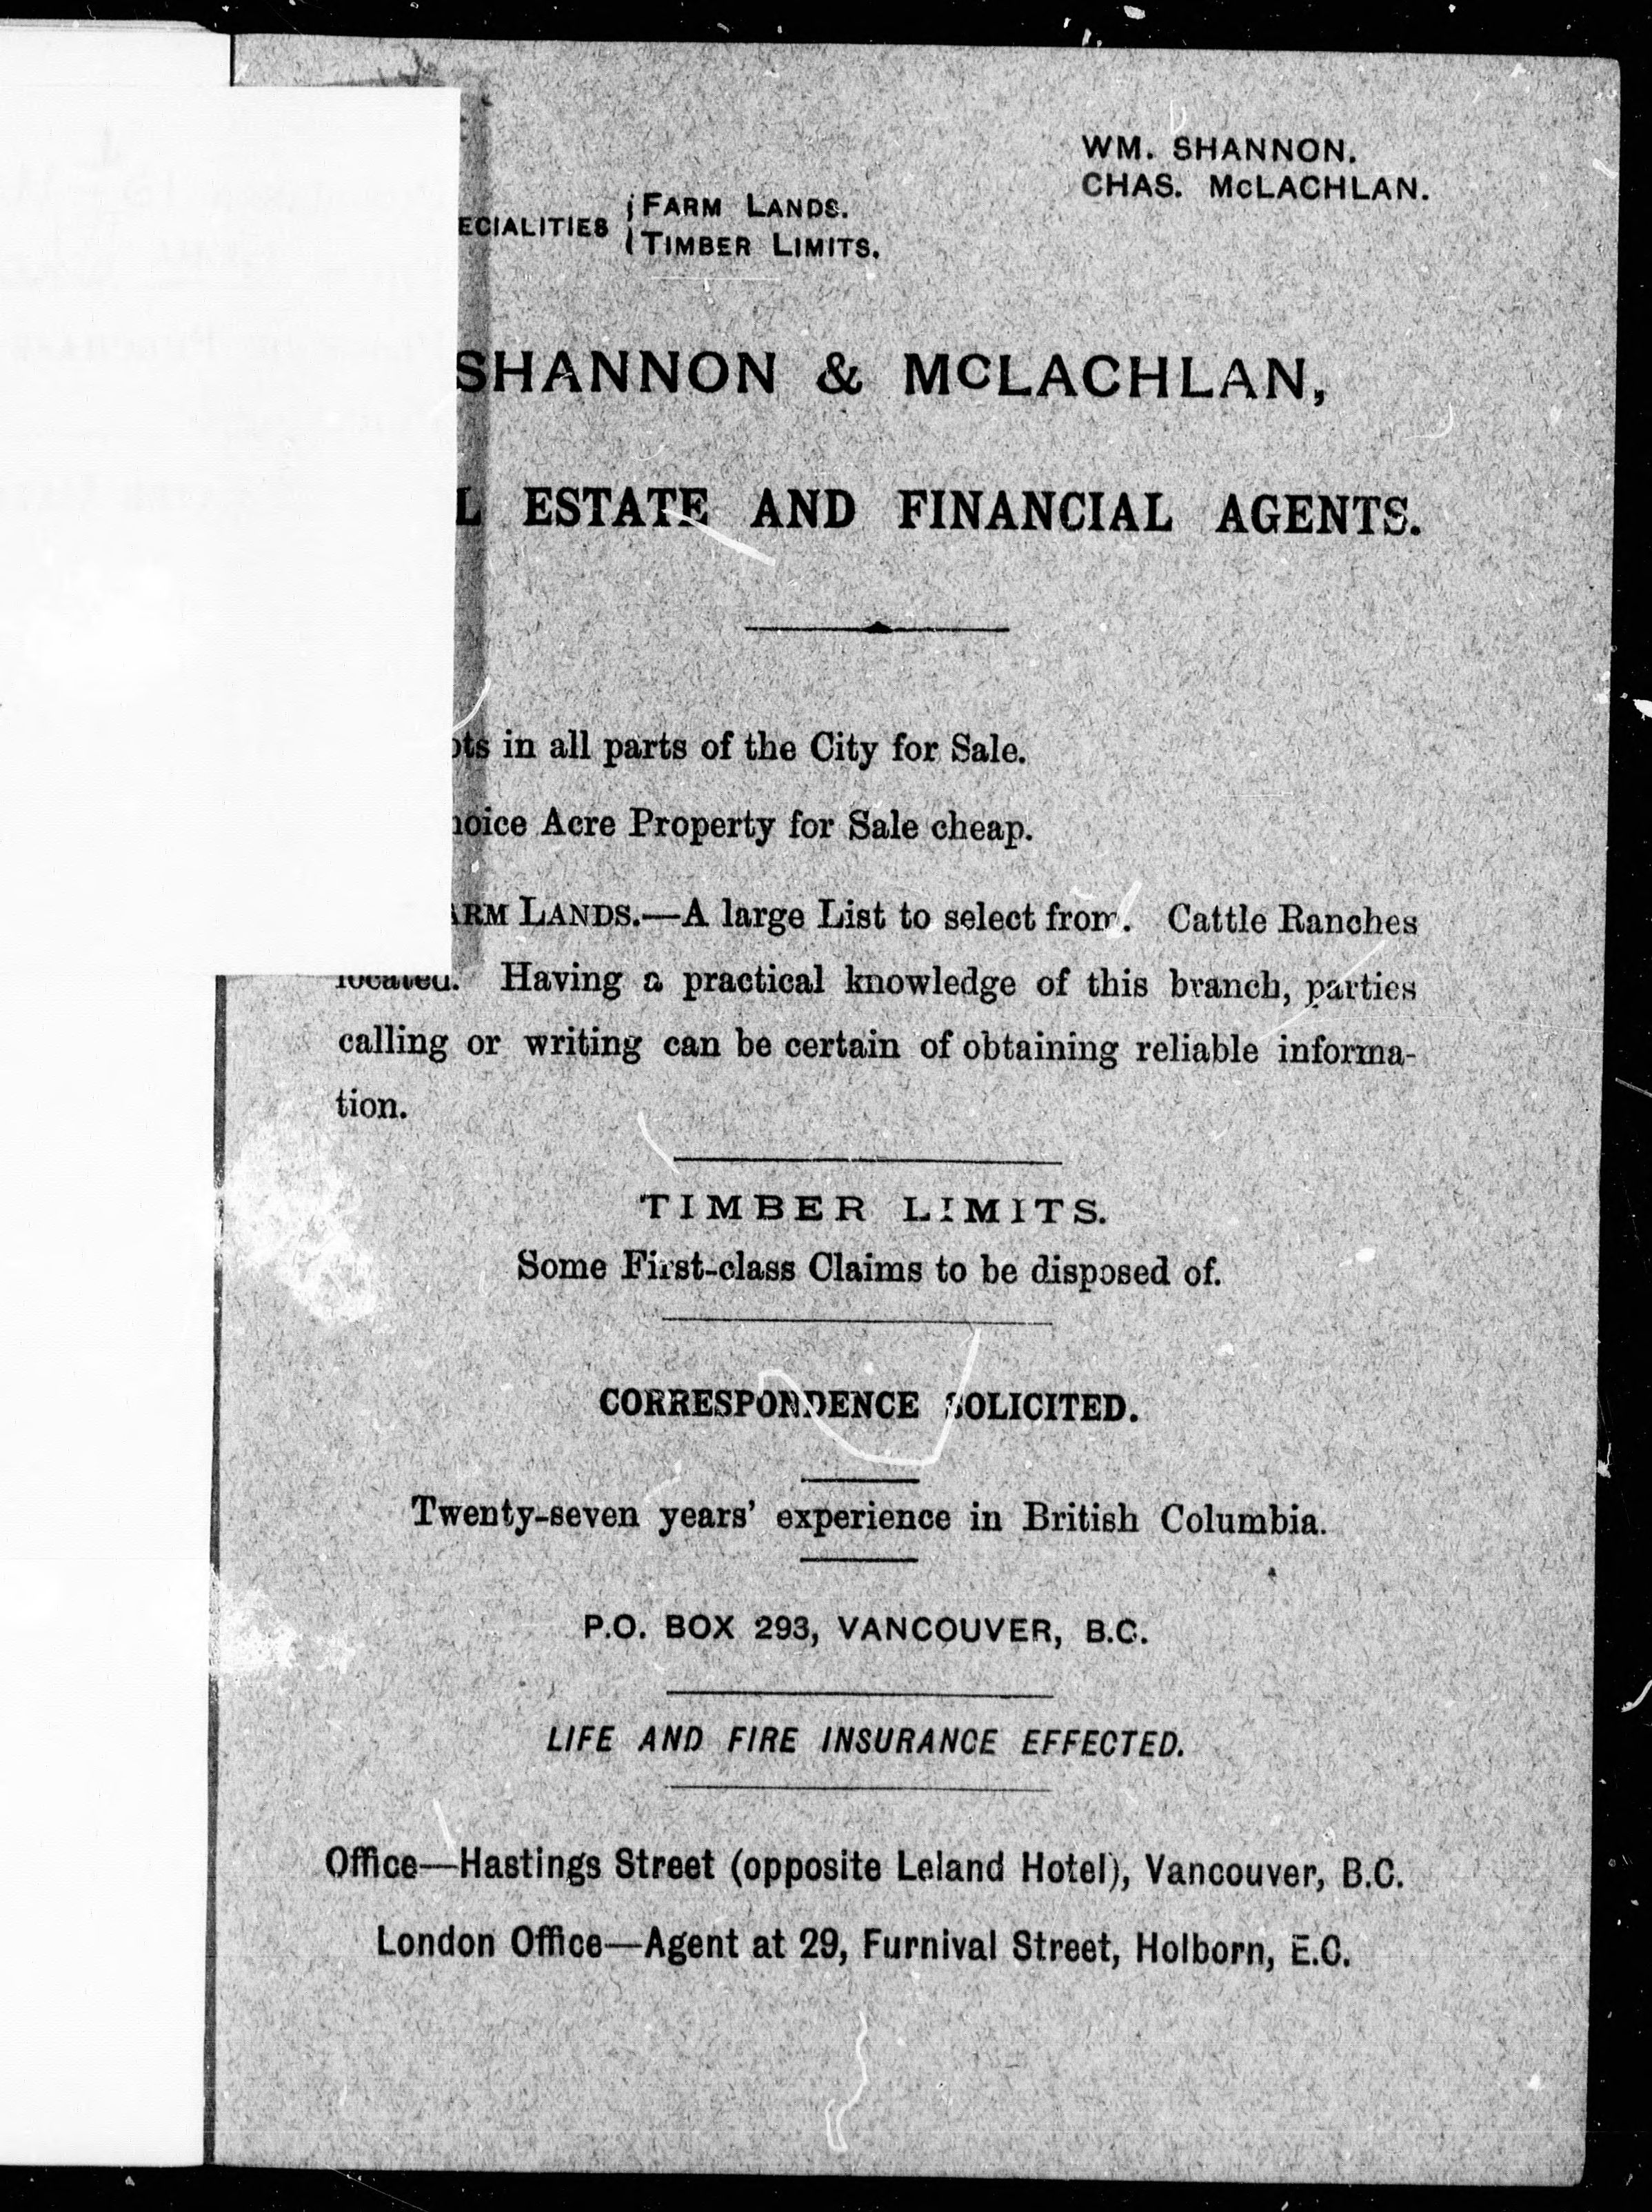 WM. SHANNON.
CHAS. McLACHLAN.
ECIALITIES { FARM LANDS.
TIMBER LIMITS.
SHANNON & McLACHLAN,
L ESTATE AND FINANCIAL AGENTS.
ots in all parts of the City for Sale.
hoice Acre Property for Sale cheap.
ARM LANDS.—A large List to select from. Cattle Ranches
located. Having a practical knowledge of this branch, parties
calling or writing can be certain of obtaining reliable informa-
tion.
TIMBER LIMITS.
Some First-class Claims to be disposed of.
CORRESPONDENCE SOLICITED.
Twenty-seven years' experience in British Columbia.
P.O. BOX 293, VANCOUVER, B.C.
LIFE AND FIRE INSURANCE EFFECTED.
Office—Hastings Street (opposite Leland Hotel), Vancouver, B.C.
London Office—Agent at 29, Furnival Street, Holborn, E.C.